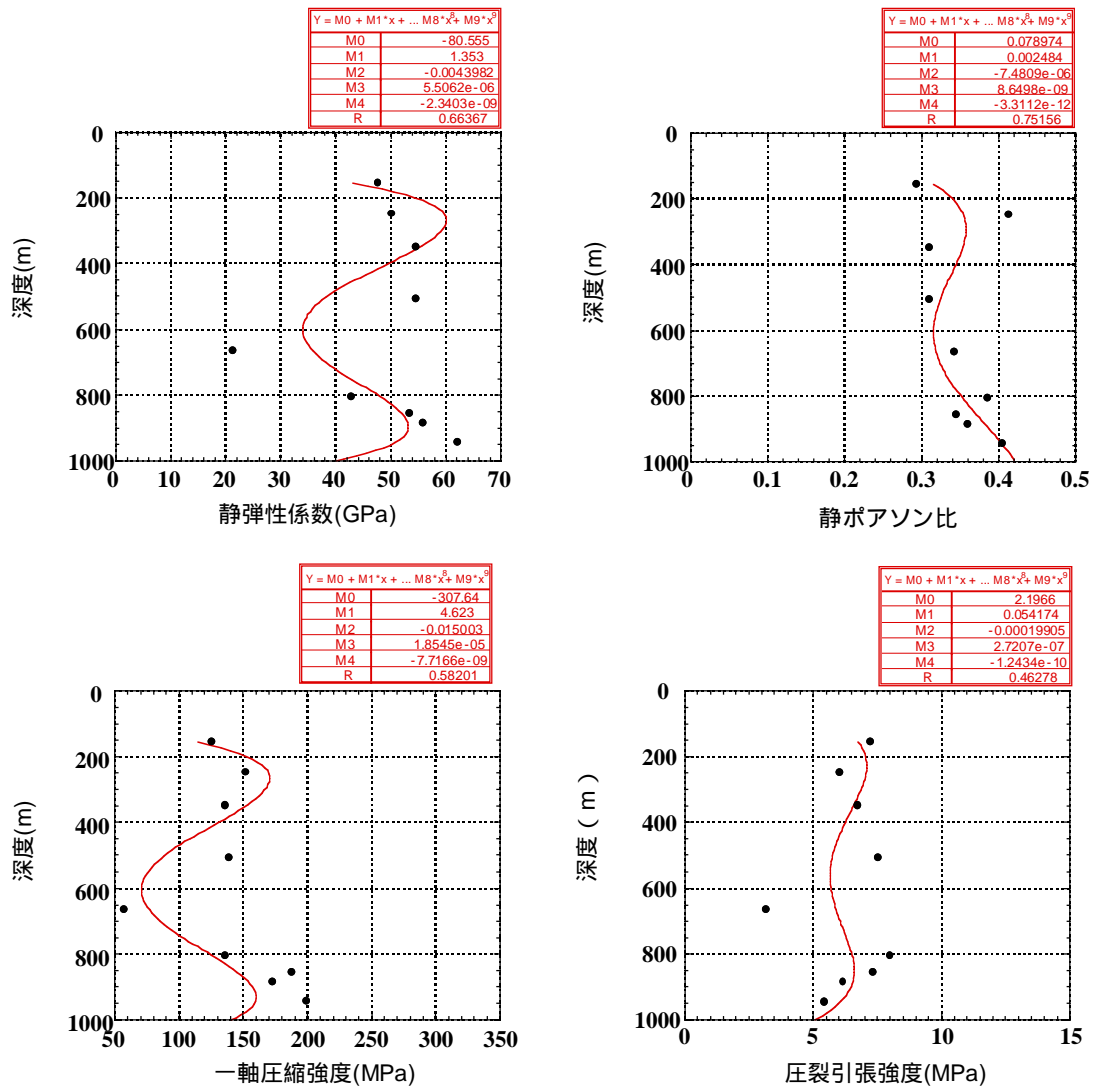 Y = M0 + M1*x + ... M8*x^8 + M9*x^9
M0 -80.555
M1 1.353
M2 -0.0043982
M3 5.5062e-06
M4 -2.3403e-09
R 0.66367
0
200
400
600
800
1000
深度(m)
0 10 20 30 40 50 60 70
静弾性係数(GPa)
Y = M0 + M1*x + ... M8*x^8 + M9*x^9
M0 0.078974
M1 0.002484
M2 -7.4809e-06
M3 8.6498e-09
M4 -3.3112e-12
R 0.75156
0
200
400
600
800
1000
深度(m)
0 0.1 0.2 0.3 0.4 0.5
静ポアソン比
Y = M0 + M1*x + ... M8*x^8 + M9*x^9
M0 -307.64
M1 4.623
M2 -0.015003
M3 1.8545e-05
M4 -7.7166e-09
R 0.58201
0
200
400
600
800
1000
深度(m)
50 100 150 200 250 300 350
一軸圧縮強度(MPa)
Y = M0 + M1*x + ... M8*x^8 + M9*x^9
M0 2.1966
M1 0.054174
M2 -0.00019905
M3 2.7207e-07
M4 -1.2434e-10
R 0.46278
0
200
400
600
800
1000
深度(m)
0 5 10 15
圧裂引張強度(MPa)